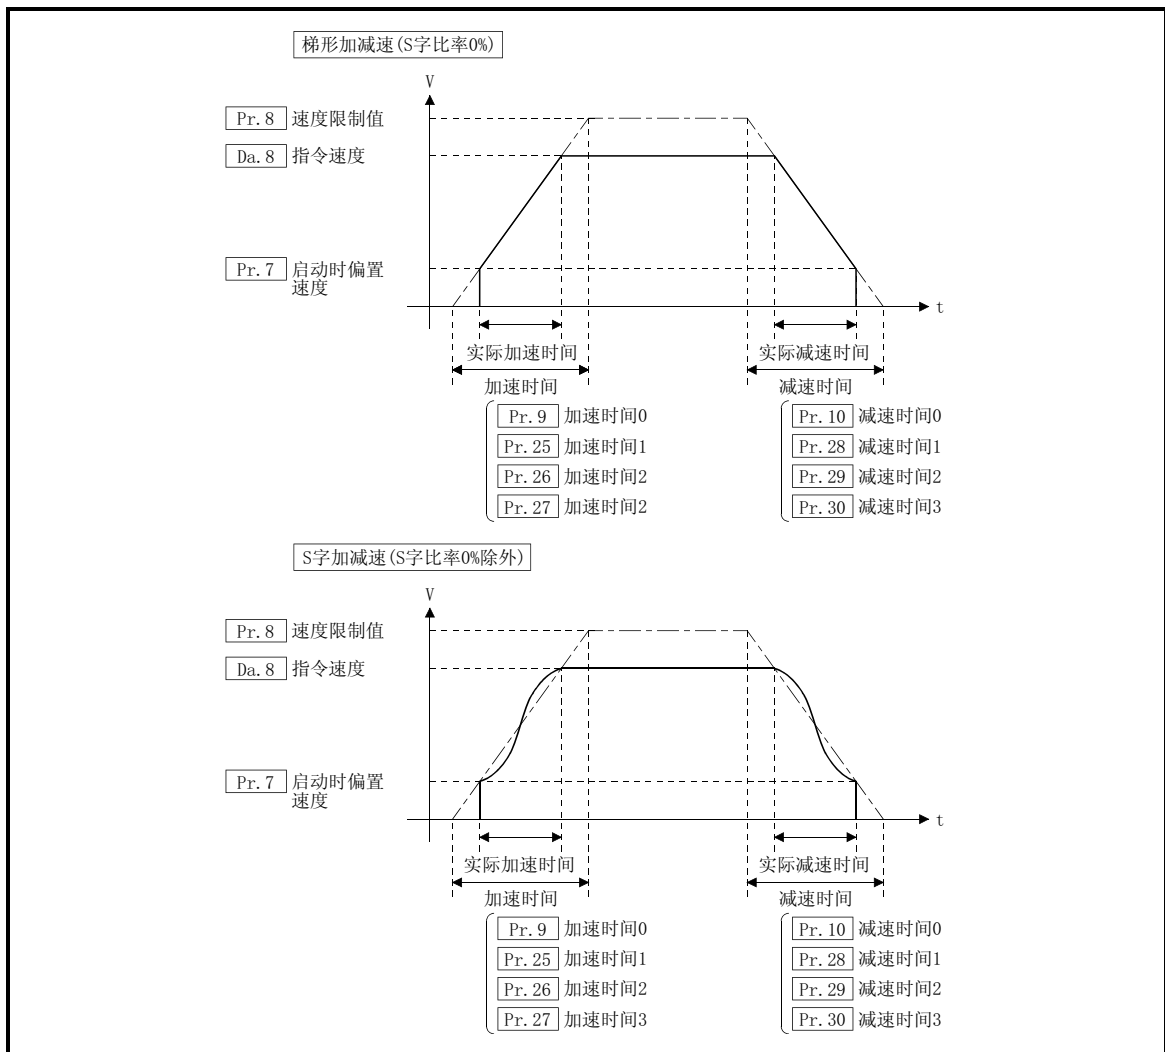 梯形加减速(S字比率0%)
V
Pr.8 速度限制值
Da.8 指令速度
Pr.7 启动时偏置
速度
t
实际加速时间 实际减速时间
加速时间 减速时间
Pr.9 加速时间0 Pr.10 减速时间0
Pr.25 加速时间1 Pr.28 减速时间1
Pr.26 加速时间2 Pr.29 减速时间2
Pr.27 加速时间2 Pr.30 减速时间3
S字加减速(S字比率0%除外)
V
Pr.8 速度限制值
Da.8 指令速度
Pr.7 启动时偏置
速度
t
实际加速时间 实际减速时间
加速时间 减速时间
Pr.9 加速时间0 Pr.10 减速时间0
Pr.25 加速时间1 Pr.28 减速时间1
Pr.26 加速时间2 Pr.29 减速时间2
Pr.27 加速时间3 Pr.30 减速时间3